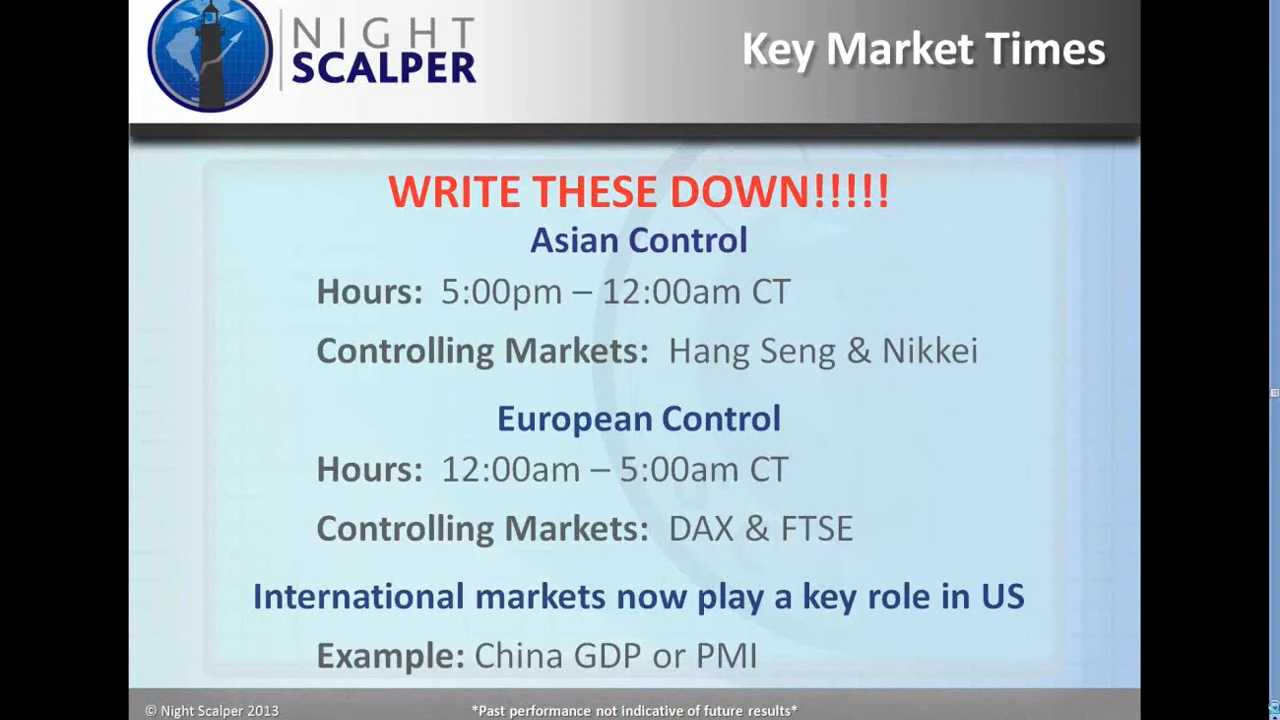 NIGHT
SCALPER
Key Market Times
WRITE THESE DOWN!!!!!
Asian Control
Hours: 5:00pm – 12:00am CT
Controlling Markets: Hang Seng & Nikkei
European Control
Hours: 12:00am – 5:00am CT
Controlling Markets: DAX & FTSE
International markets now play a key role in US
Example: China GDP or PMI
© Night Scalper 2013
*Past performance not indicative of future results*